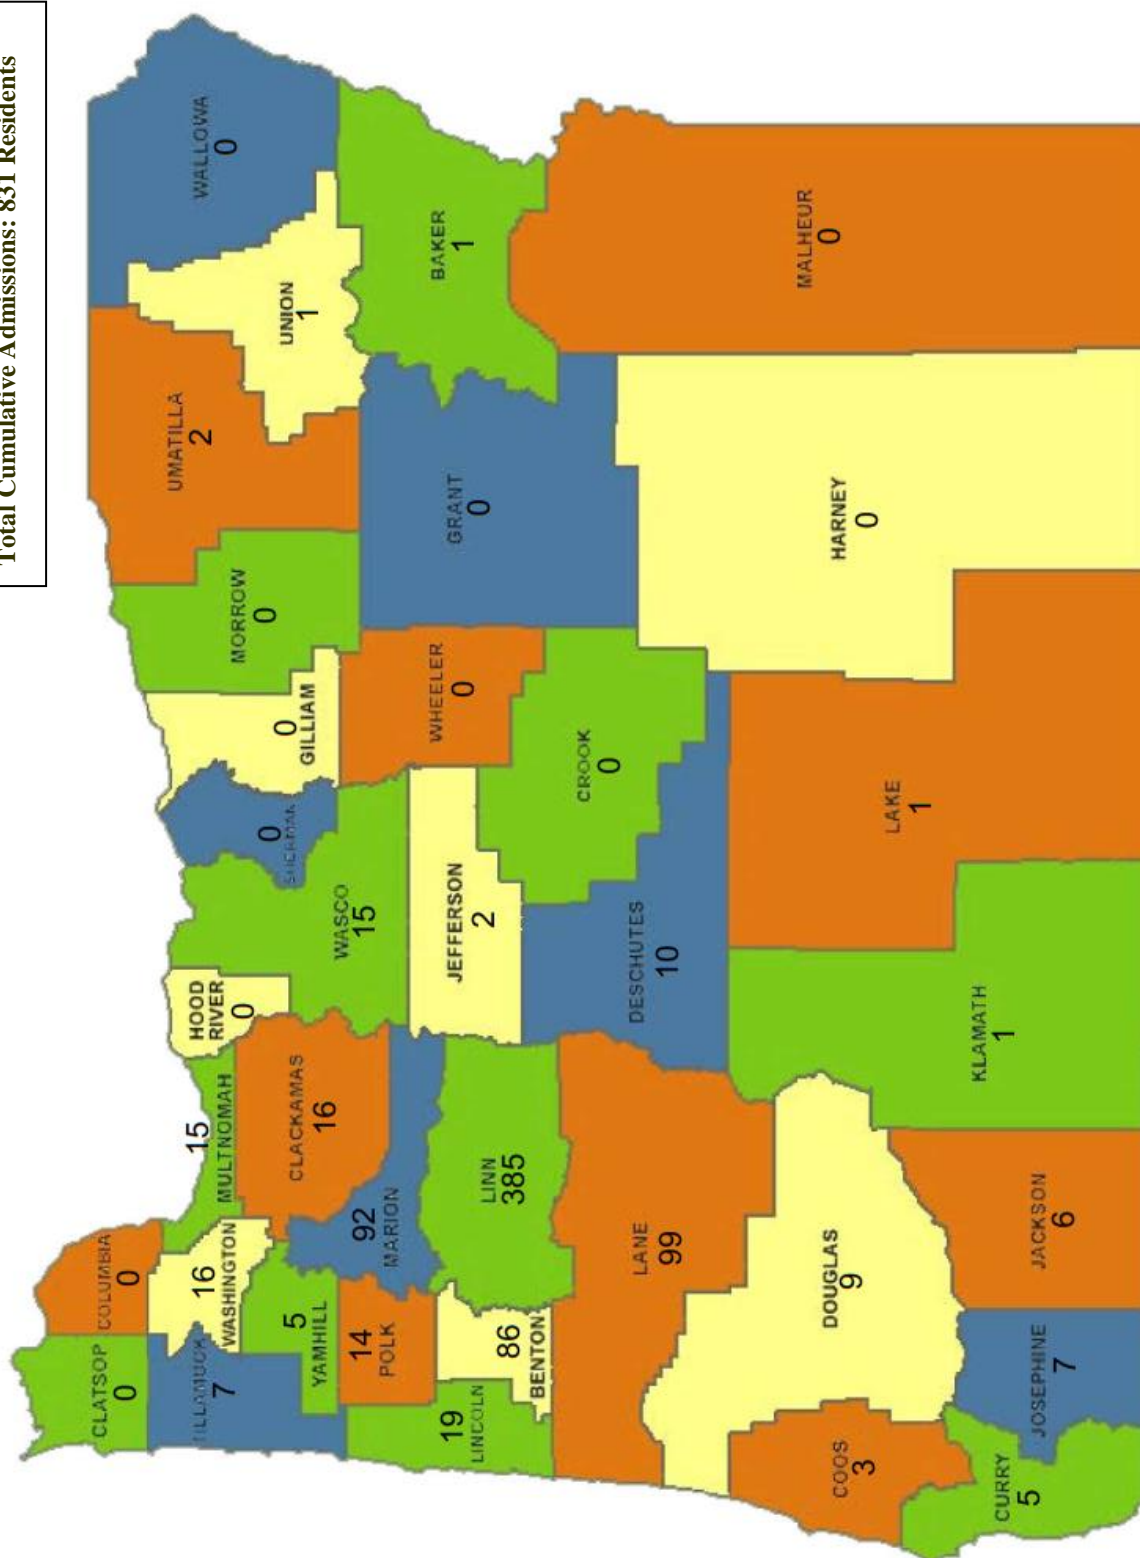 Total Cumulative Admissions: 831 Residents
CLATSOP
0
COLUMBIA
0
TILLAMOOK
7
WASHINGTON
16
MULTNOMAH
15
HOOD
RIVER
0
YAMHILL
5
CLACKAMAS
16
POLK
14
MARION
92
LINCOLN
19
BENTON
86
LINN
385
WASCO
15
SHERMAN
0
GILLIAM
0
MORROW
0
UMATILLA
2
UNION
1
WALLOWA
0
BAKER
1
GRANT
0
WHEELER
0
JEFFERSON
2
CROOK
0
DESCHUTES
10
LANE
99
DOUGLAS
9
COOS
3
CURRY
5
JOSEPHINE
7
JACKSON
6
KLAMATH
1
LAKE
1
HARNEY
0
MALHEUR
0